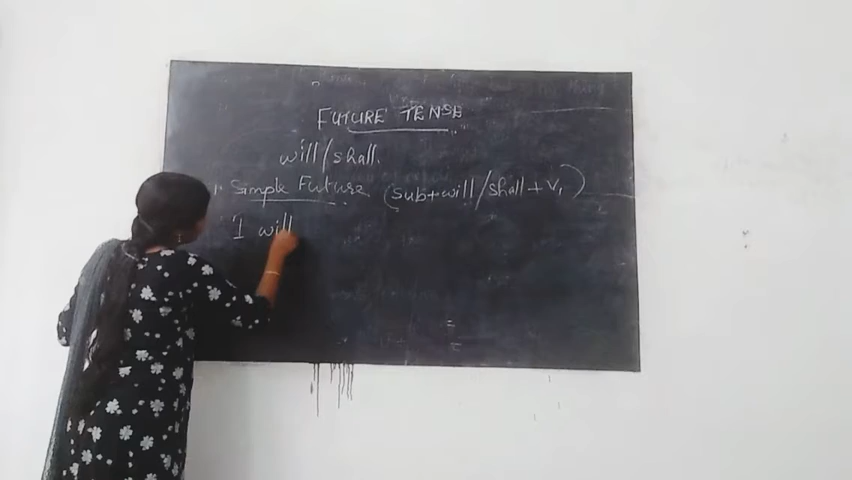 FUTURE TENSE
will/shall.
1. Simple Future (sub+will/shall+V₁)
I will